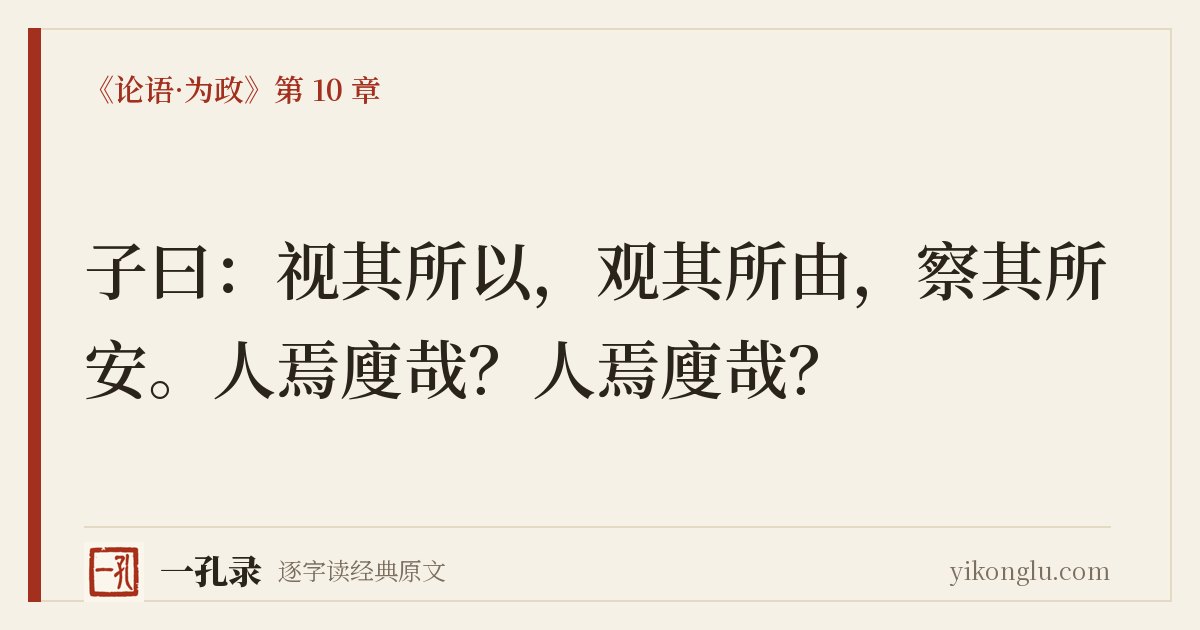 《论语·为政》第 10 章
子曰：视其所以，观其所由，察其所
安。人焉廋哉？人焉廋哉？
一孔
一孔录 逐字读经典原文 yikonglu.com